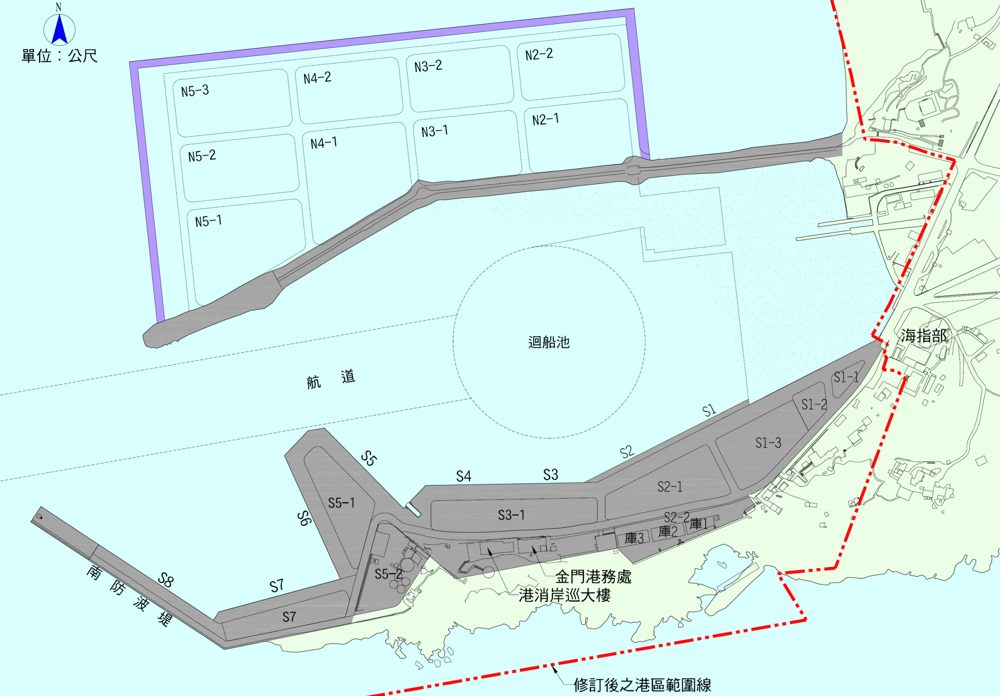 N
單位：公尺
N5-3
N4-2
N3-2
N2-2
N5-2
N4-1
N3-1
N2-1
N5-1
迴船池
航 道
海指部
S1-1
S1-2
S1-3
S1
S2
S3
S4
S5
S6
S5-1
S3-1
S2-1
S2-2
庫1
庫2
庫3
S5-2
S7
S7
S8
南防波堤
金門港務處
港消岸巡大樓
修訂後之港區範圍線